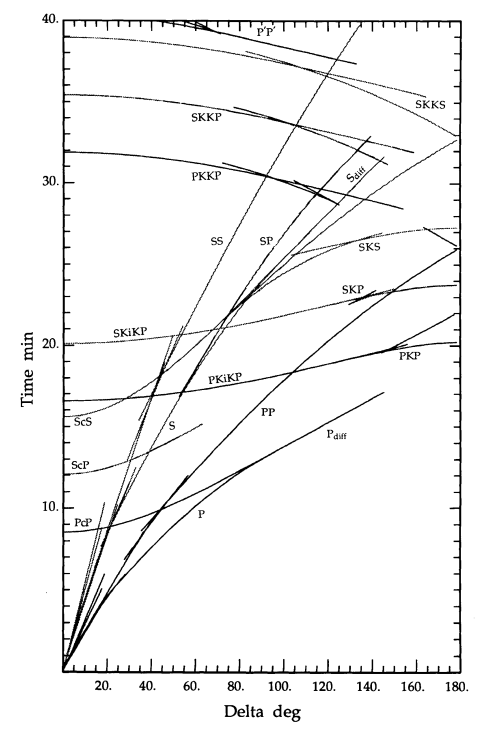 40.
P'P'
SKKS
SKKP
30.
PKKP
Sdiff
SS
SP
SKS
SKP
SKiKP
20.
PKP
PKiKP
ScS
S
PP
Pdiff
ScP
10.
PcP
P
Time min
20. 40. 60. 80. 100. 120. 140. 160. 180.
Delta deg